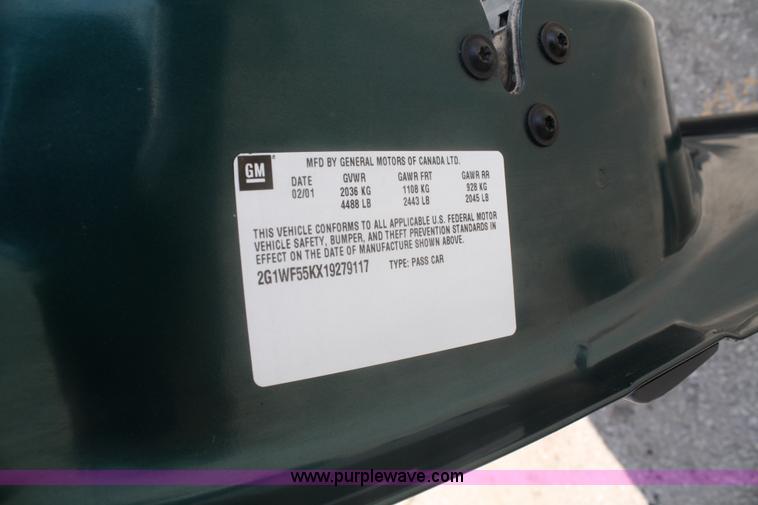 GM
MFD BY GENERAL MOTORS OF CANADA LTD.
DATE GVWR GAWR FRT GAWR RR
02/01 2036 KG 1108 KG 928 KG
4488 LB 2443 LB 2045 LB
THIS VEHICLE CONFORMS TO ALL APPLICABLE U.S. FEDERAL MOTOR
VEHICLE SAFETY, BUMPER, AND THEFT PREVENTION STANDARDS IN
EFFECT ON THE DATE OF MANUFACTURE SHOWN ABOVE.
2G1WF55KX19279117 TYPE: PASS CAR
www.purplewave.com